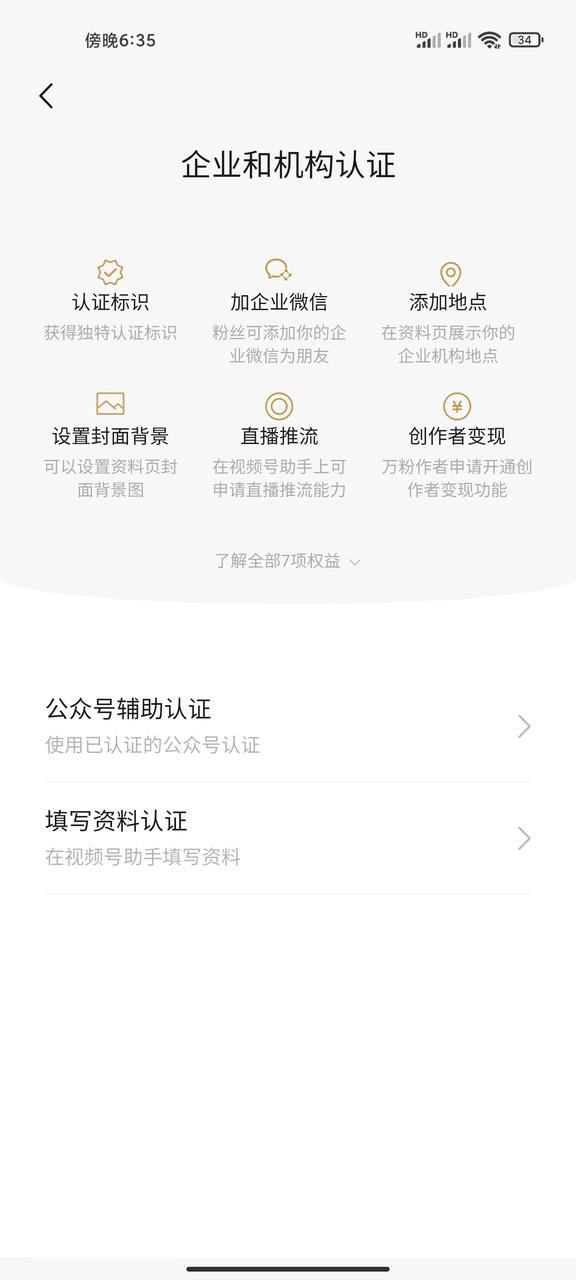 傍晚6:35
HD HD 34
企业和机构认证
认证标识 加企业微信 添加地点
获得独特认证标识 粉丝可添加你的企 在资料页展示你的
业微信为朋友 企业机构地点
设置封面背景 直播推流 创作者变现
可以设置资料页封 在视频号助手上可 万粉作者申请开通创
面背景图 申请直播推流能力 作者变现功能
了解全部7项权益
公众号辅助认证
使用已认证的公众号认证
填写资料认证
在视频号助手填写资料